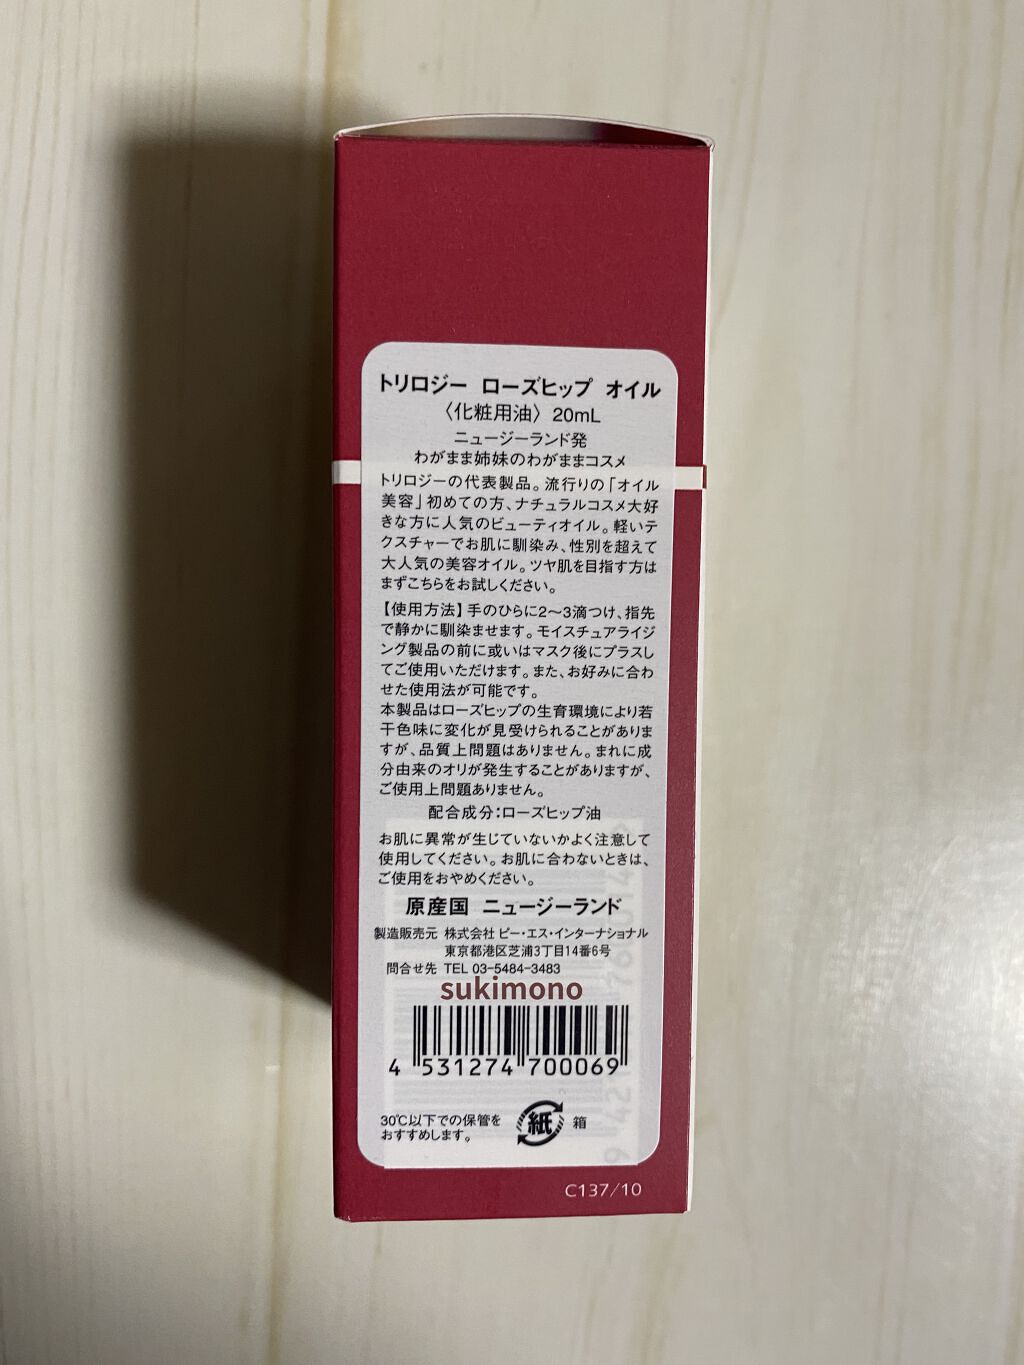 トリロジー ローズヒップ オイル
〈化粧用油〉 20mL
ニュージーランド発
わがまま姉妹のわがままコスメ
トリロジーの代表製品。流行りの「オイル
美容」初めての方、ナチュラルコスメ大好
きな方に人気のビューティオイル。軽いテ
クスチャーでお肌に馴染み、性別を超えて
大人気の美容オイル。ツヤ肌を目指す方は
まずこちらをお試しください。
【使用方法】手のひらに2〜3滴つけ、指先
で静かに馴染ませます。モイスチュアライジ
ング製品の前に或いはマスク後にプラスし
てご使用いただけます。また、お好みに合わ
せた使用法が可能です。
本製品はローズヒップの生育環境により若
干色味に変化が見受けられることがありま
すが、品質上問題はありません。まれに成
分由来のオリが発生することがありますが、
ご使用上問題ありません。
配合成分:ローズヒップ油
お肌に異常が生じていないかよく注意して
使用してください。お肌に合わないときは、
ご使用をおやめください。
原産国 ニュージーランド
製造販売元 株式会社 ピー・エス・インターナショナル
東京都港区芝浦3丁目14番6号
問合せ先 TEL 03-5484-3483
sukimono
4 531274 700069
30℃以下での保管を
おすすめします。
紙 箱
C137/10